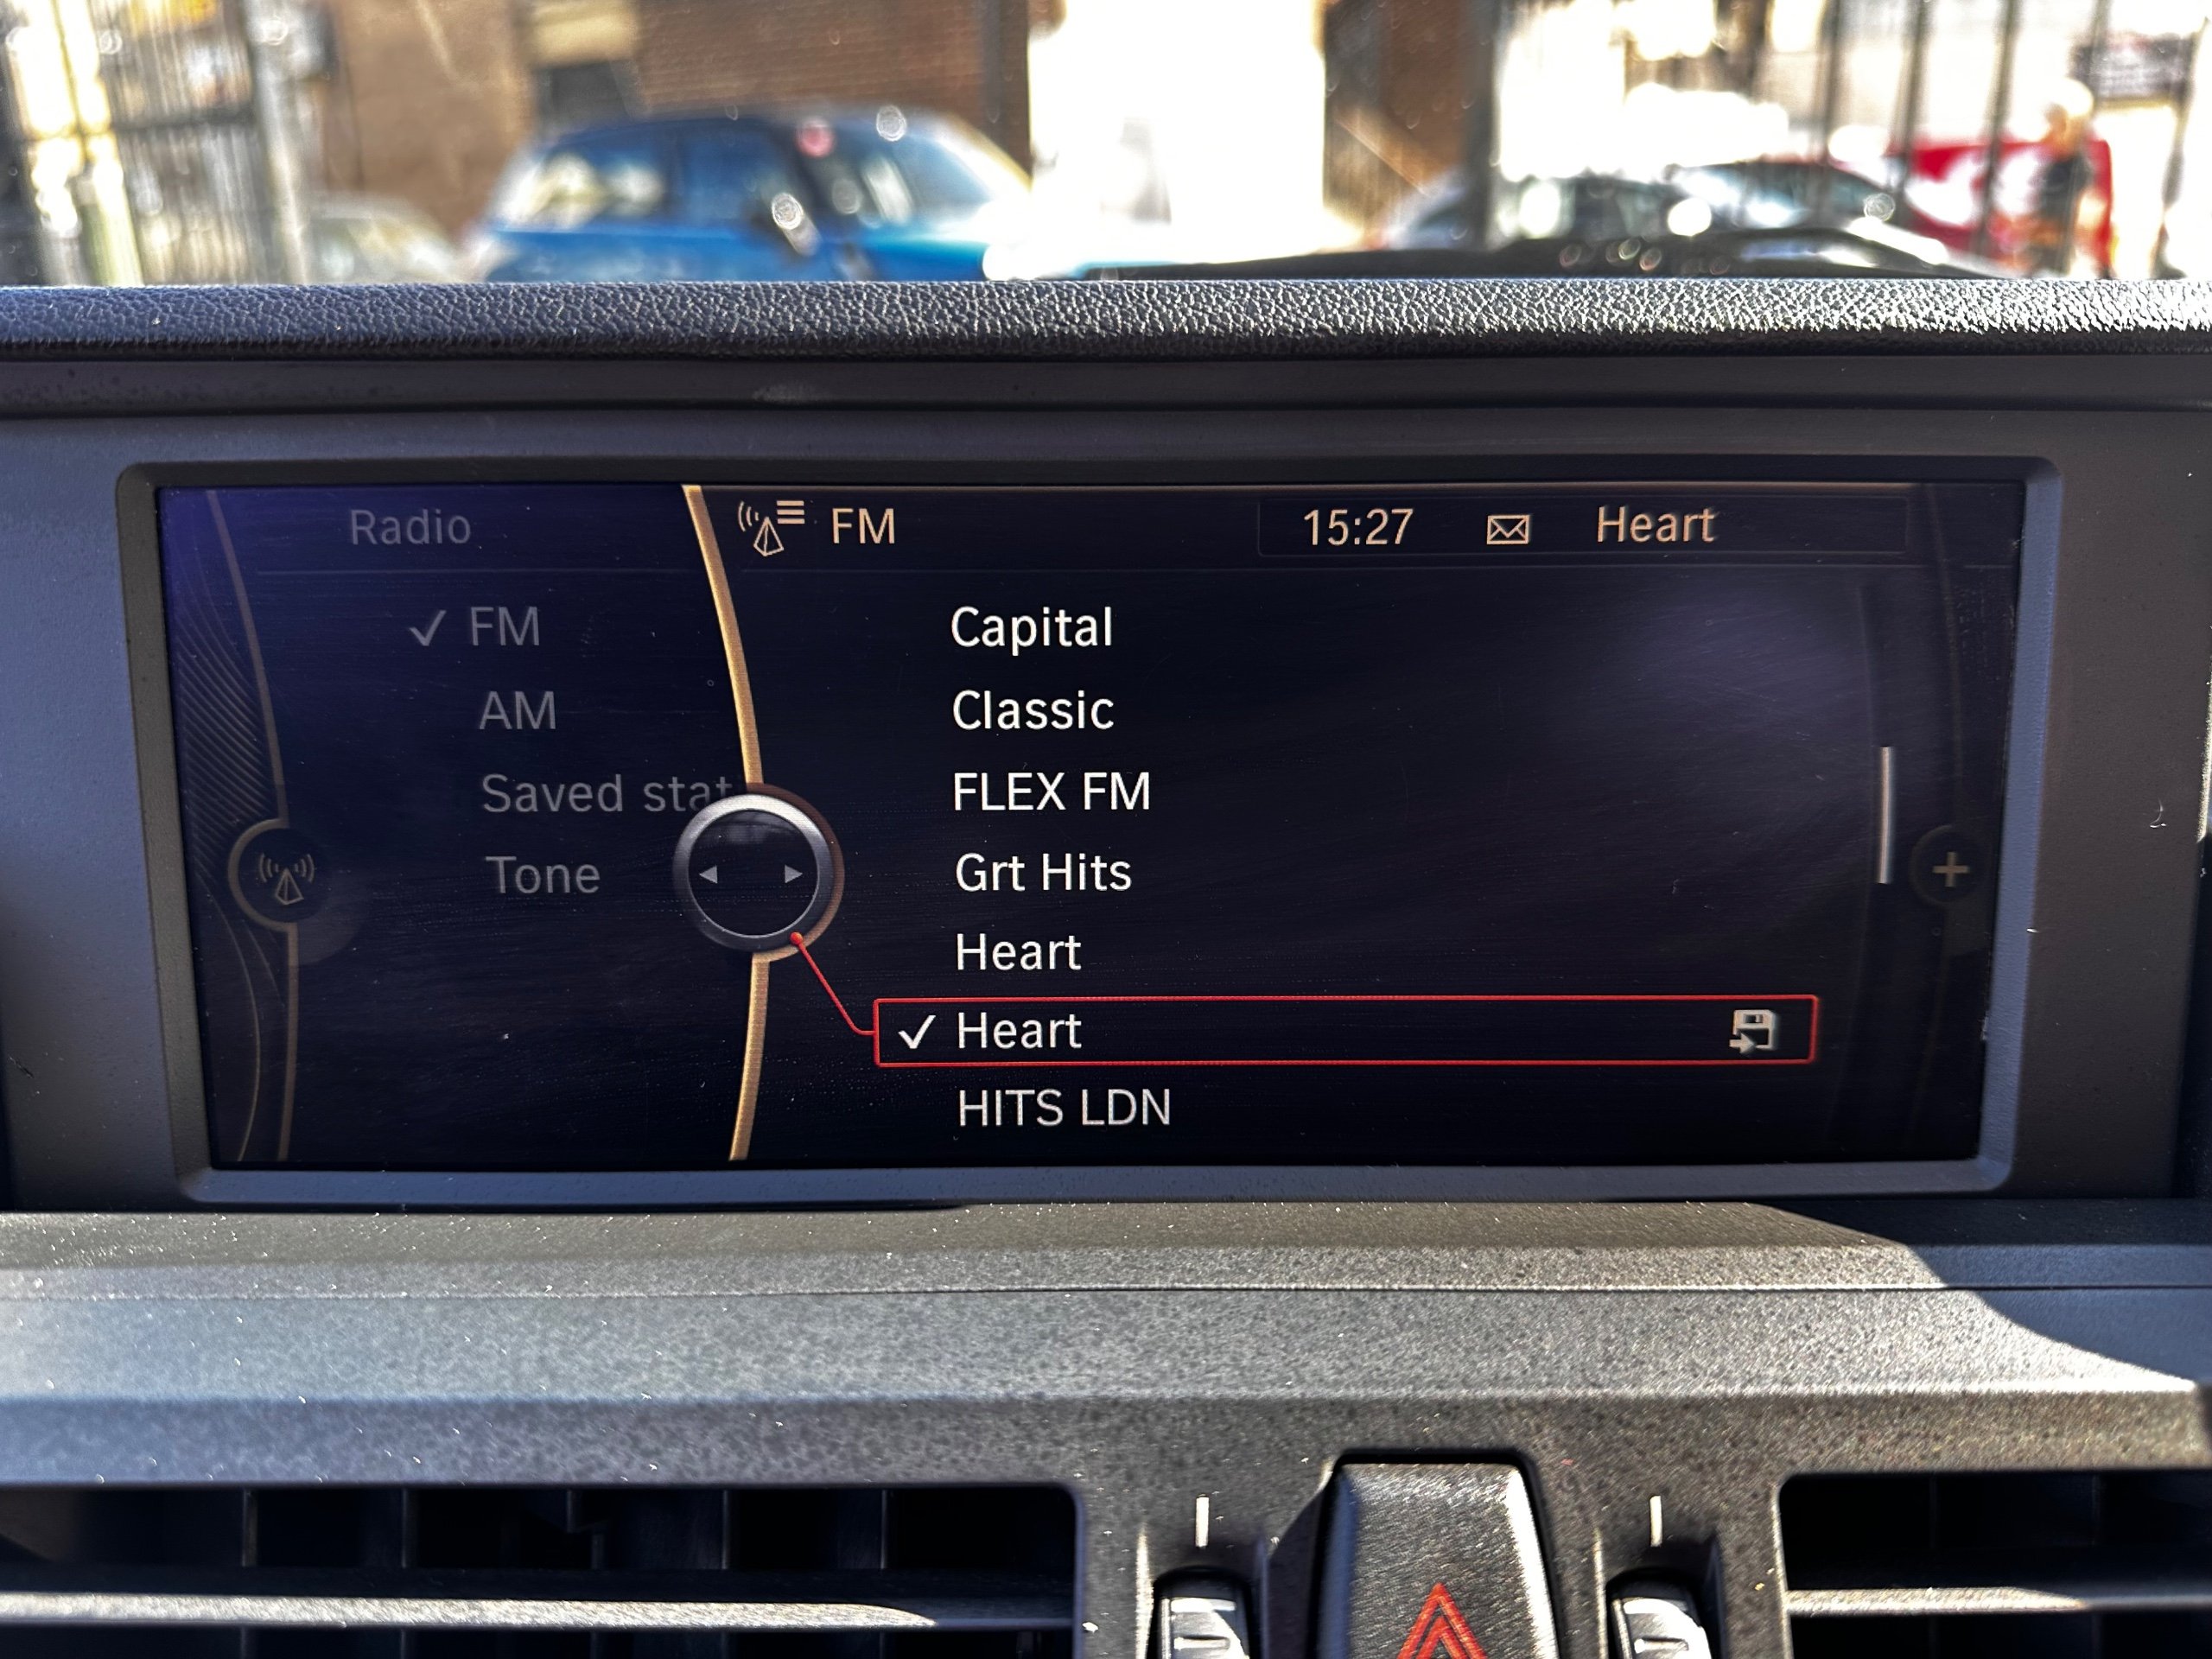 Radio
FM
AM
Saved stat
Tone
FM
15:27 Heart
Capital
Classic
FLEX FM
Grt Hits
Heart
✓ Heart
HITS LDN